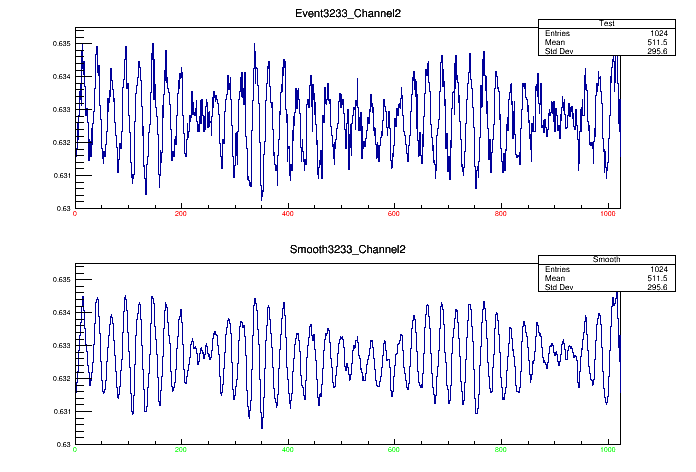 Event3233_Channel2
Test
Entries 1024
Mean 511.5
Std Dev 295.6
0.635
0.634
0.633
0.632
0.631
0.63
0 200 400 600 800 1000
Smooth3233_Channel2
Smooth
Entries 1024
Mean 511.5
Std Dev 295.6
0.635
0.634
0.633
0.632
0.631
0.63
0 200 400 600 800 1000